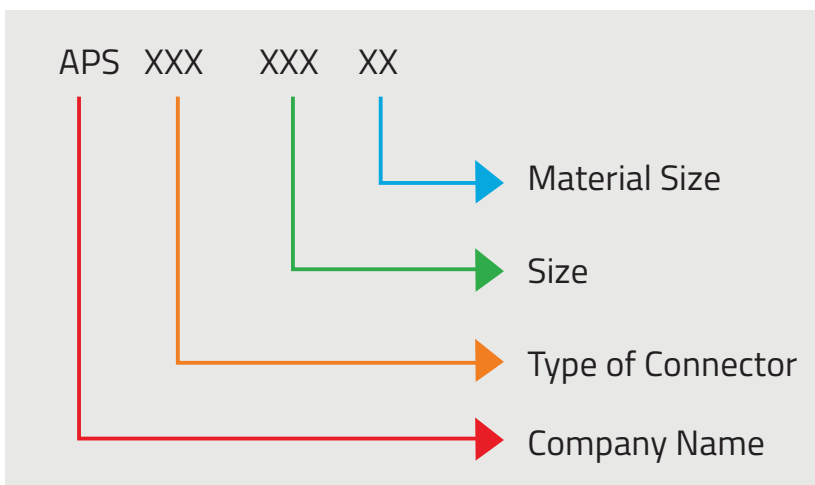 APS XXX XXX XX
Material Size
Size
Type of Connector
Company Name